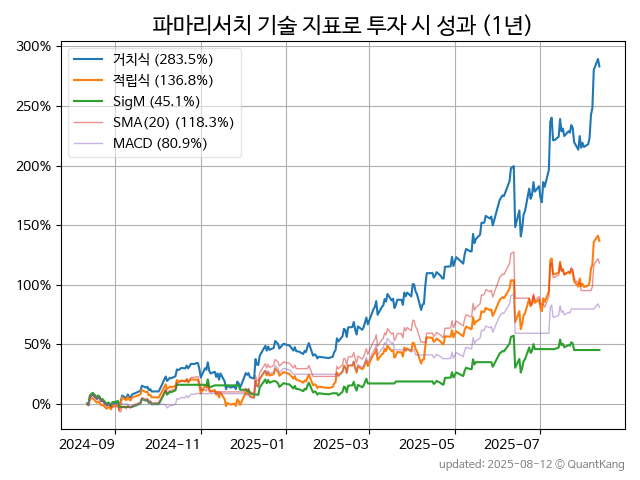 파마리서치 기술 지표로 투자 시 성과 (1년)
300%
250%
200%
150%
100%
50%
0%
거치식 (283.5%)
적립식 (136.8%)
SigM (45.1%)
SMA(20) (118.3%)
MACD (80.9%)
2024-09
2024-11
2025-01
2025-03
2025-05
2025-07
updated: 2025-08-12 © QuantKang